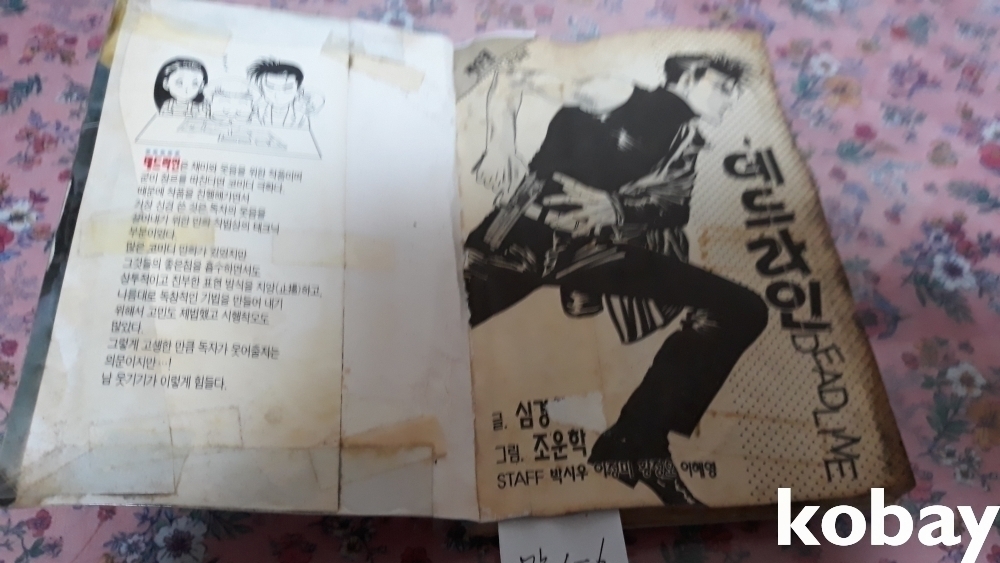 데드라인은 재미와 웃음을 위한 작품이며
굳이 장르를 따진다면 코미디 극화다.
때문에 작품을 진행해가면서
가장 신경 쓴 것은 독자의 웃음을
잡아내기 위한 만화 작법상의 테크닉
부분이었다.
많은 코미디 만화가 있었지만
그것들의 좋은점을 흡수하면서도
상투적이고 진부한 표현 방식을 지양(止揚)하고,
나름대로 독창적인 기법을 만들어 내기
위해서 고민도 제법했고 시행착오도
많았다.
그렇게 고생한 만큼 독자가 웃어줄지는
의문이지만…!
남 웃기기가 이렇게 힘들다.
데드라인
DEADLINE
글. 심경
그림. 조운학
STAFF 박시우 이혜영
kobay